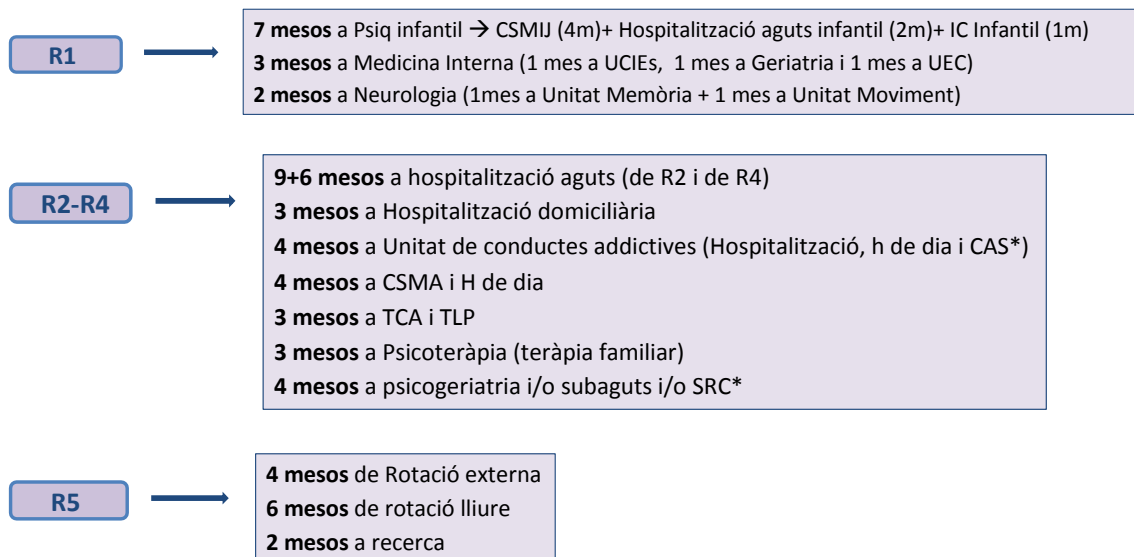 R1
7 mesos a Psiq infantil → CSMIJ (4m)+ Hospitalització aguts infantil (2m)+ IC Infantil (1m)
3 mesos a Medicina Interna (1 mes a UCIEs, 1 mes a Geriatria i 1 mes a UEC)
2 mesos a Neurologia (1mes a Unitat Memòria + 1 mes a Unitat Moviment)
R2-R4
9+6 mesos a hospitalització aguts (de R2 i de R4)
3 mesos a Hospitalització domiciliària
4 mesos a Unitat de conductes addictives (Hospitalització, h de dia i CAS*)
4 mesos a CSMA i H de dia
3 mesos a TCA i TLP
3 mesos a Psicoteràpia (teràpia familiar)
4 mesos a psicogeriatria i/o subaguts i/o SRC*
R5
4 mesos de Rotació externa
6 mesos de rotació lliure
2 mesos a recerca